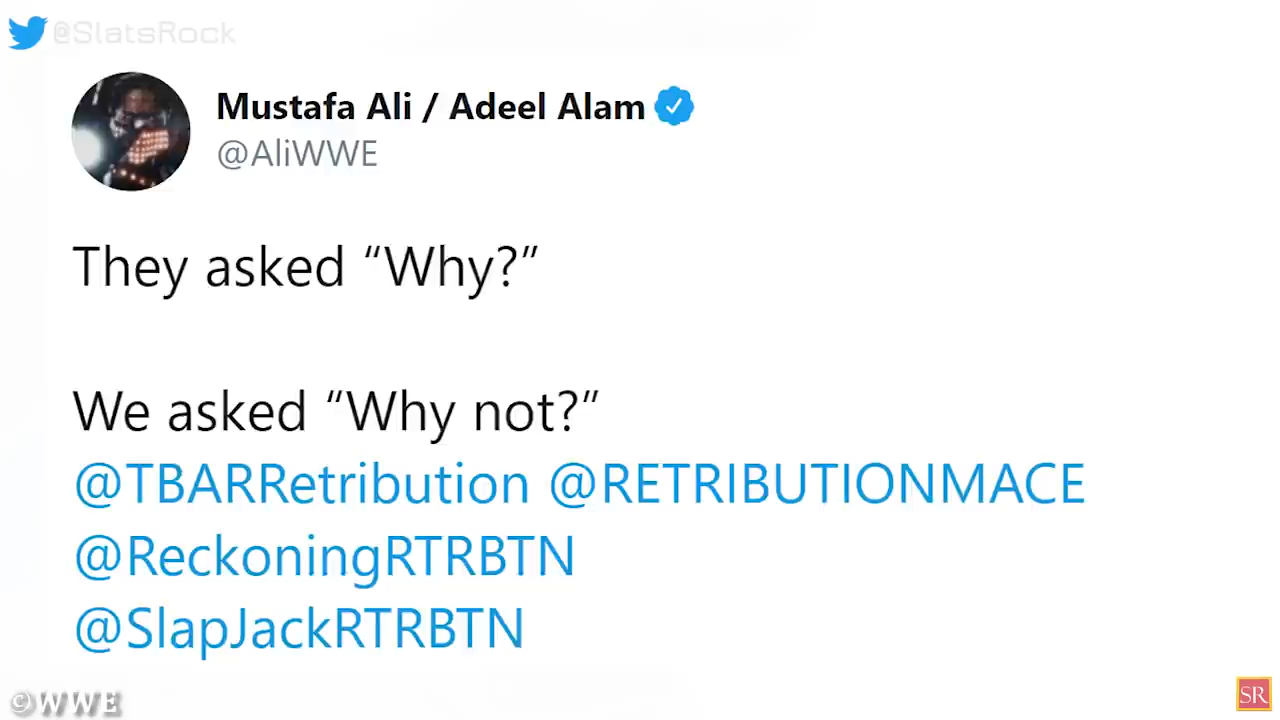 @SlatsRock
Mustafa Ali / Adeel Alam
@AliWWE
They asked “Why?”
We asked “Why not?”
@TBARRetribution @RETRIBUTIONMACE
@ReckoningRTRBTN
@SlapJackRTRBTN
©WWE
SR